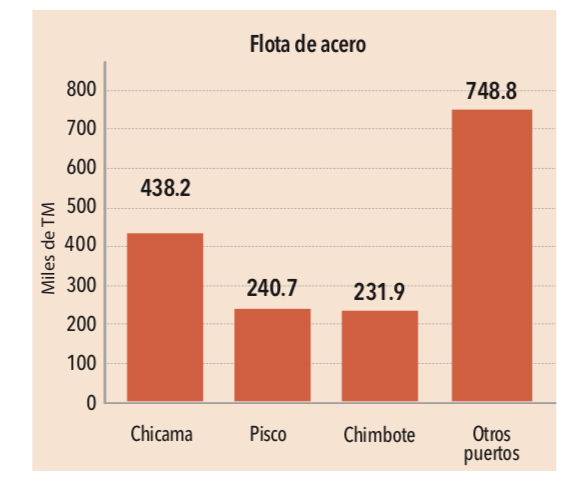 Flota de acero
Miles de TM
800
700
600
500
400
300
200
100
0
438.2
240.7
231.9
748.8
Chicama
Pisco
Chimbote
Otros
puertos